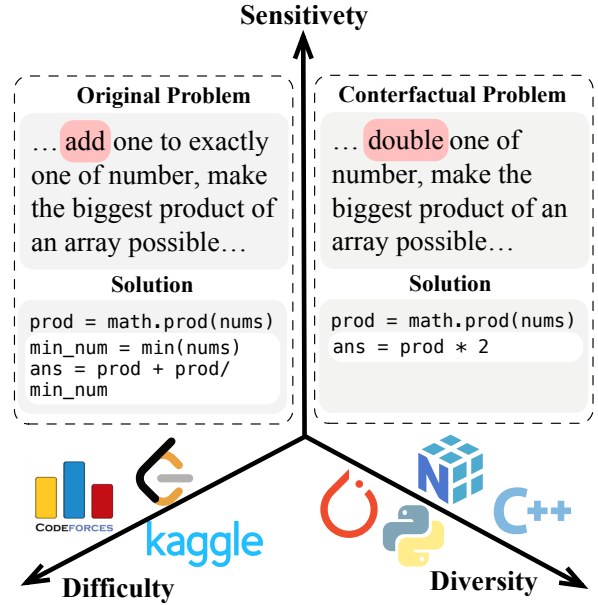 Sensitivety
Original Problem
… add one to exactly
one of number, make
the biggest product of
an array possible…
Solution
prod = math.prod(nums)
min_num = min(nums)
ans = prod + prod/
min_num
Conterfactual Problem
… double one of
number, make the
biggest product of an
array possible…
Solution
prod = math.prod(nums)
ans = prod * 2
CODEFORCES
kaggle
N
C++
Difficulty
Diversity